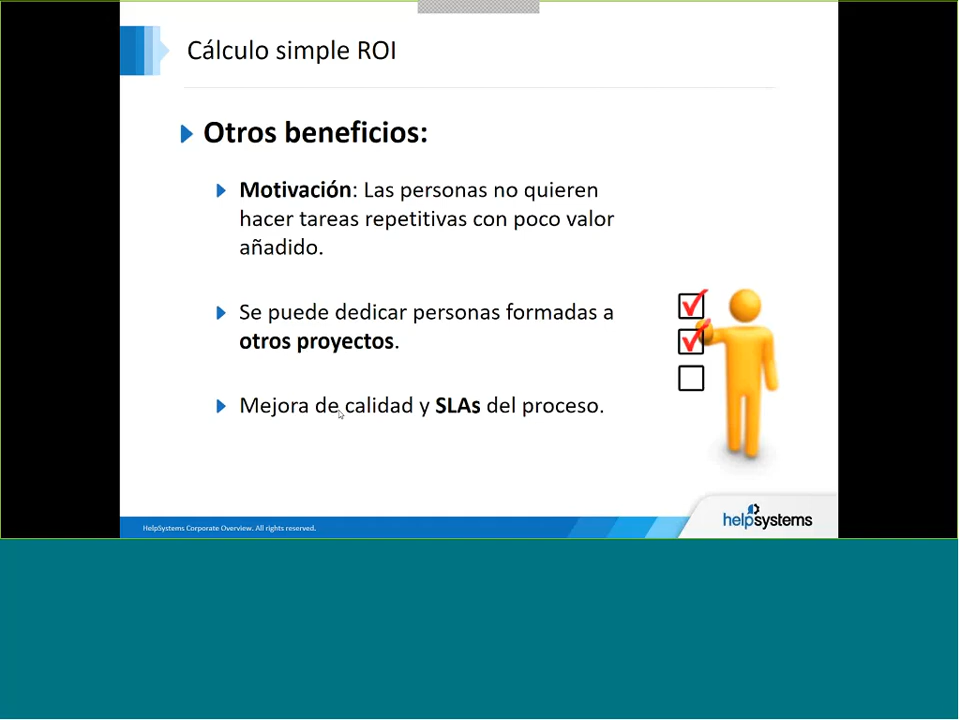 Cálculo simple ROI
Otros beneficios:
Motivación: Las personas no quieren
hacer tareas repetitivas con poco valor
añadido.
Se puede dedicar personas formadas a
otros proyectos.
Mejora de calidad y SLAs del proceso.
HelpSystems Corporate Overview. All rights reserved.
helpsystems